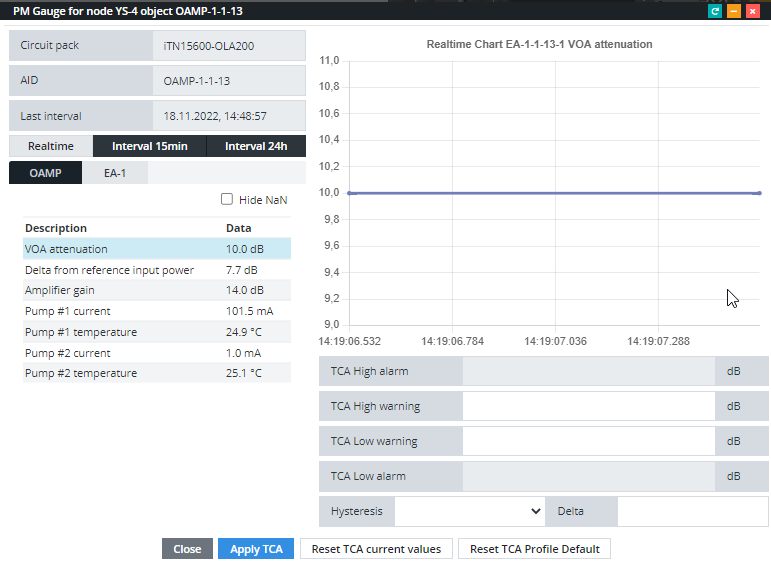 PM Gauge for node YS-4 object OAMP-1-1-13
Circuit pack iTN15600-OLA200
AID OAMP-1-1-13
Last interval 18.11.2022, 14:48:57
Realtime Interval 15min Interval 24h
OAMP EA-1
Hide NaN
Description Data
VOA attenuation 10.0 dB
Delta from reference input power 7.7 dB
Amplifier gain 14.0 dB
Pump #1 current 101.5 mA
Pump #1 temperature 24.9 °C
Pump #2 current 1.0 mA
Pump #2 temperature 25.1 °C
Realtime Chart EA-1-1-13-1 VOA attenuation
11,0
10,8
10,6
10,4
10,2
10,0
9,8
9,6
9,4
9,2
9,0
14:19:06.532 14:19:06.784 14:19:07.036 14:19:07.288
TCA High alarm dB
TCA High warning dB
TCA Low warning dB
TCA Low alarm dB
Hysteresis Delta
Close Apply TCA Reset TCA current values Reset TCA Profile Default